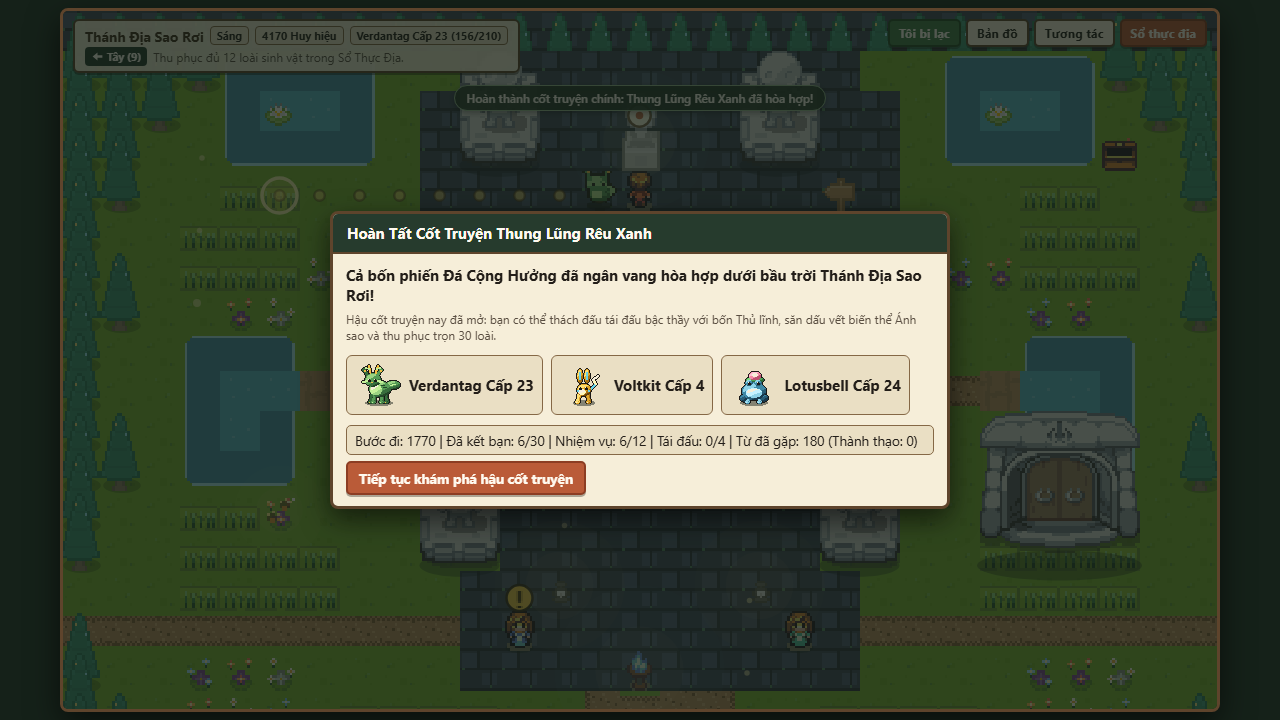 Thánh Địa Sao Rơi Sáng 4170 Huy hiệu Verdantag Cấp 23 (156/210)
← Tây (9) Thu phục đủ 12 loài sinh vật trong Sổ Thực Địa.
Tôi bị lạc Bản đồ Tương tác Sổ thực địa
Hoàn thành cốt truyện chính: Thung Lũng Rêu Xanh đã hòa hợp!
Hoàn Tất Cốt Truyện Thung Lũng Rêu Xanh
Cả bốn phiến Đá Cộng Hưởng đã ngân vang hòa hợp dưới bầu trời Thánh Địa Sao
Rơi!
Hậu cốt truyện nay đã mở: bạn có thể thách đấu tái đấu bậc thầy với bốn Thủ lĩnh, săn dấu vết biến thể Ánh
sao và thu phục trọn 30 loài.
Verdantag Cấp 23 Voltkit Cấp 4 Lotusbell Cấp 24
Bước đi: 1770 | Đã kết bạn: 6/30 | Nhiệm vụ: 6/12 | Tái đấu: 0/4 | Từ đã gặp: 180 (Thành thạo: 0)
Tiếp tục khám phá hậu cốt truyện
!